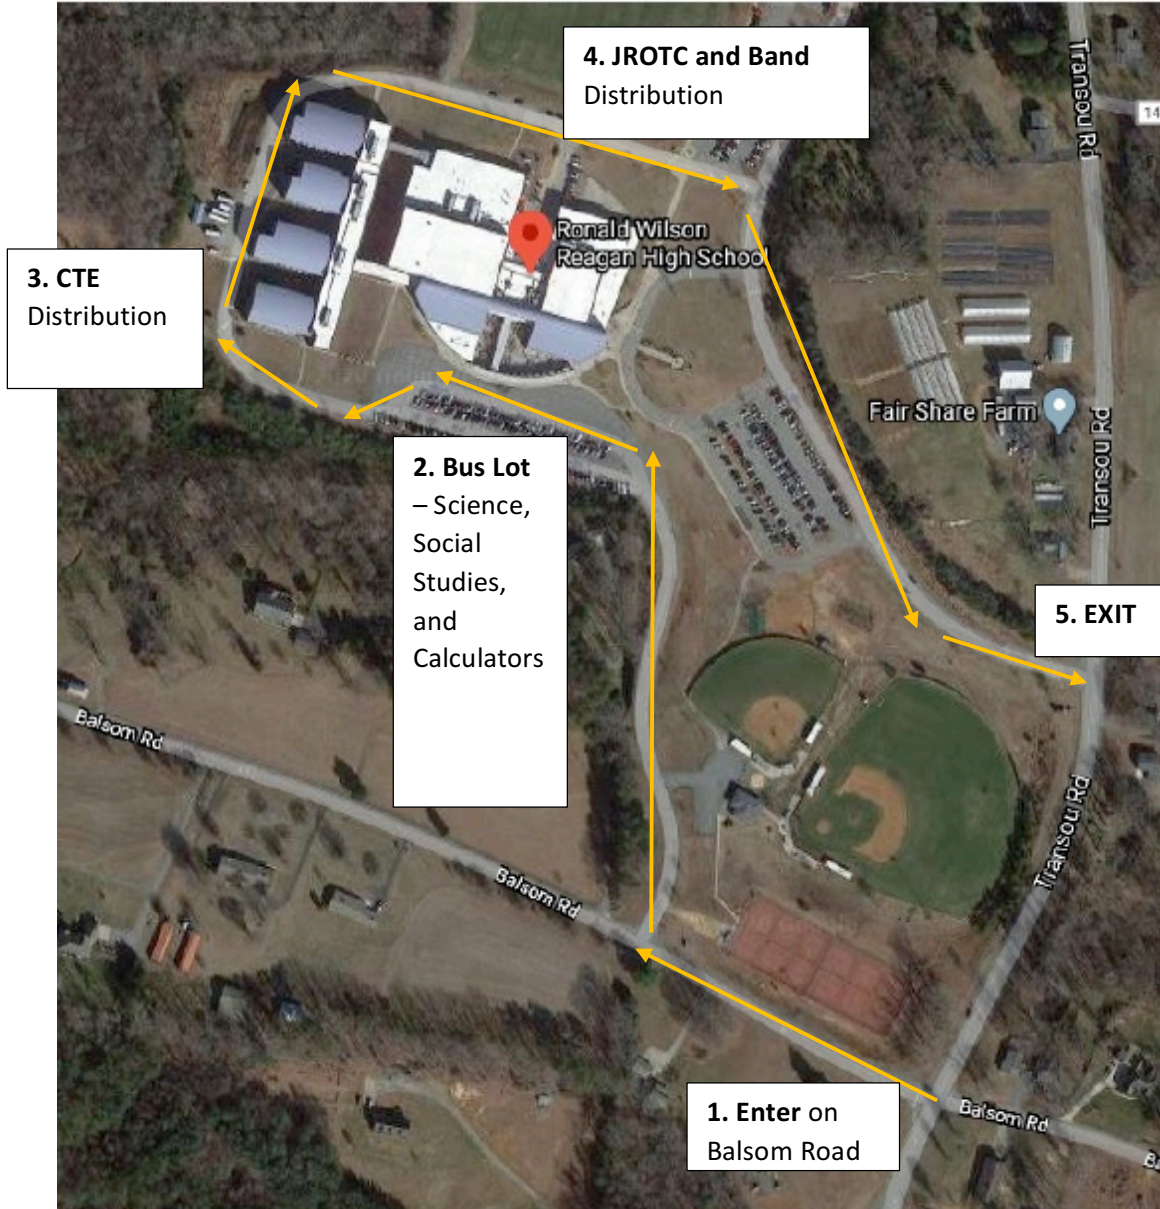 4. JROTC and Band
Distribution
Transou Rd
14
Ronald Wilson
Reagan High School
3. CTE
Distribution
Fair Share Farm
Transou Rd
2. Bus Lot
– Science,
Social
Studies,
and
Calculators
5. EXIT
Balsom Rd
Transou Rd
Balsom Rd
1. Enter on
Balsom Road
Balsom Rd
Ba